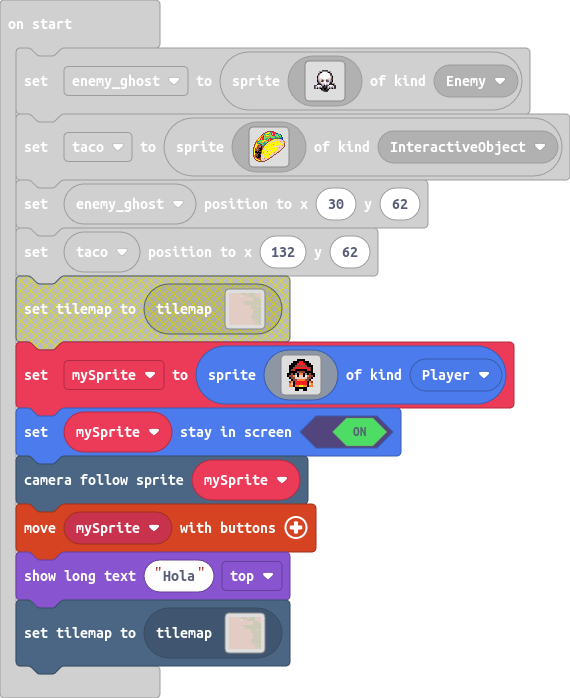 on start
set enemy_ghost to sprite of kind Enemy
set taco to sprite of kind InteractiveObject
set enemy_ghost position to x 30 y 62
set taco position to x 132 y 62
set tilemap to tilemap
set mySprite to sprite of kind Player
set mySprite stay in screen ON
camera follow sprite mySprite
move mySprite with buttons
show long text "Hola" top
set tilemap to tilemap